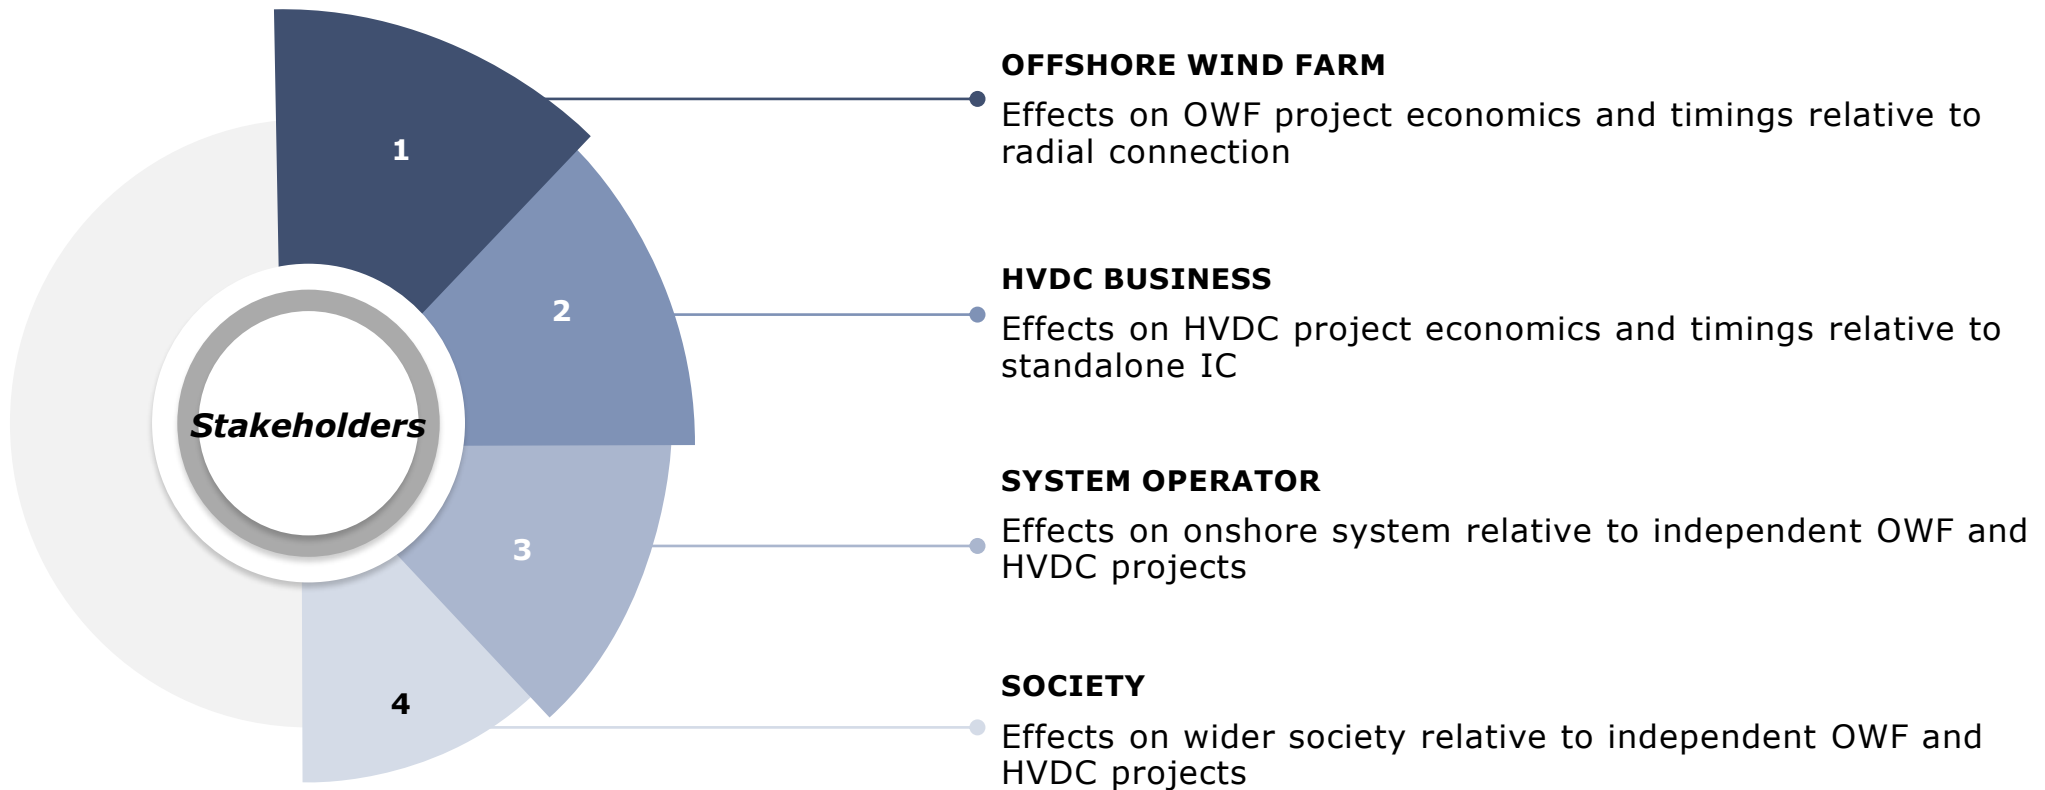 Stakeholders
1
OFFSHORE WIND FARM
Effects on OWF project economics and timings relative to
radial connection
2
HVDC BUSINESS
Effects on HVDC project economics and timings relative to
standalone IC
3
SYSTEM OPERATOR
Effects on onshore system relative to independent OWF and
HVDC projects
4
SOCIETY
Effects on wider society relative to independent OWF and
HVDC projects